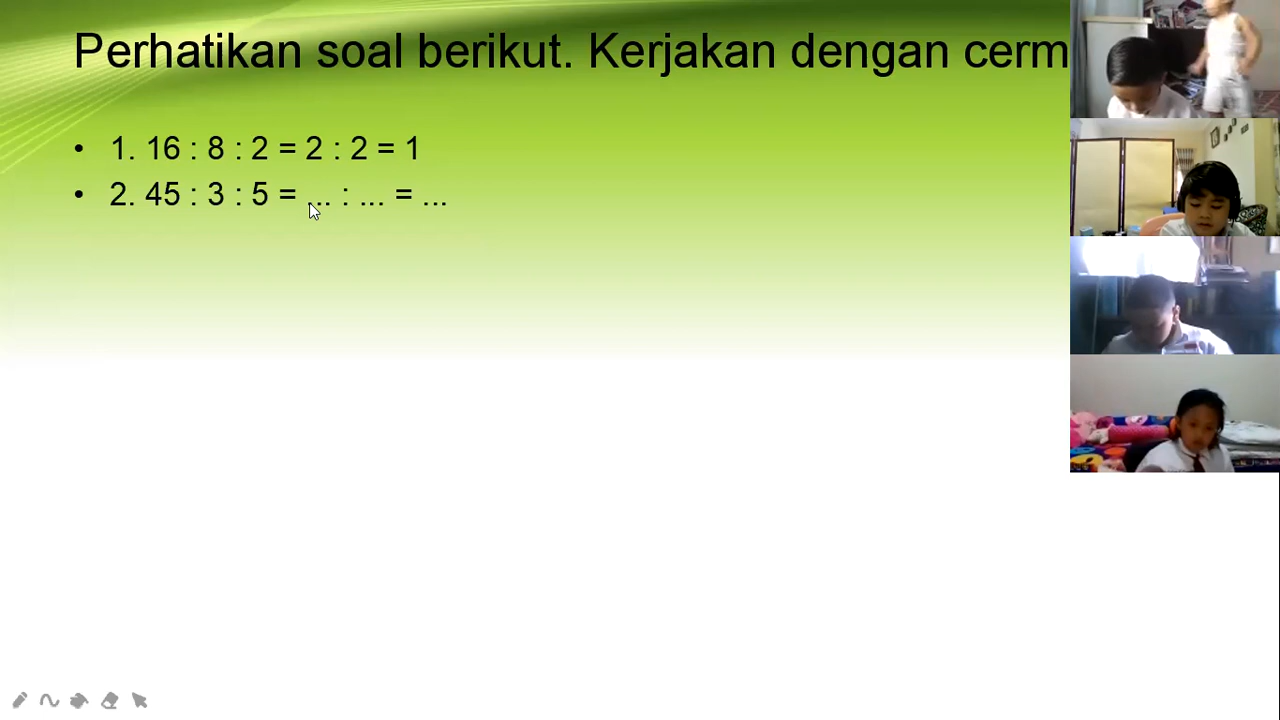 Perhatikan soal berikut. Kerjakan dengan cerm
• 1. 16 : 8 : 2 = 2 : 2 = 1
• 2. 45 : 3 : 5 = ... : ... = ...